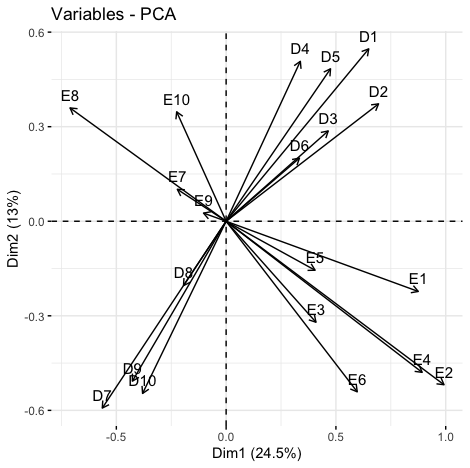 Variables - PCA
0.6
D1
D4
D5
E8
E10
D2
0.3
D3
D6
E7
E9
0.0
Dim2 (13%)
D8
E5
E1
-0.3
E3
D9
D10
D7
E4
E2
E6
-0.6
-0.5
0.0
0.5
1.0
Dim1 (24.5%)